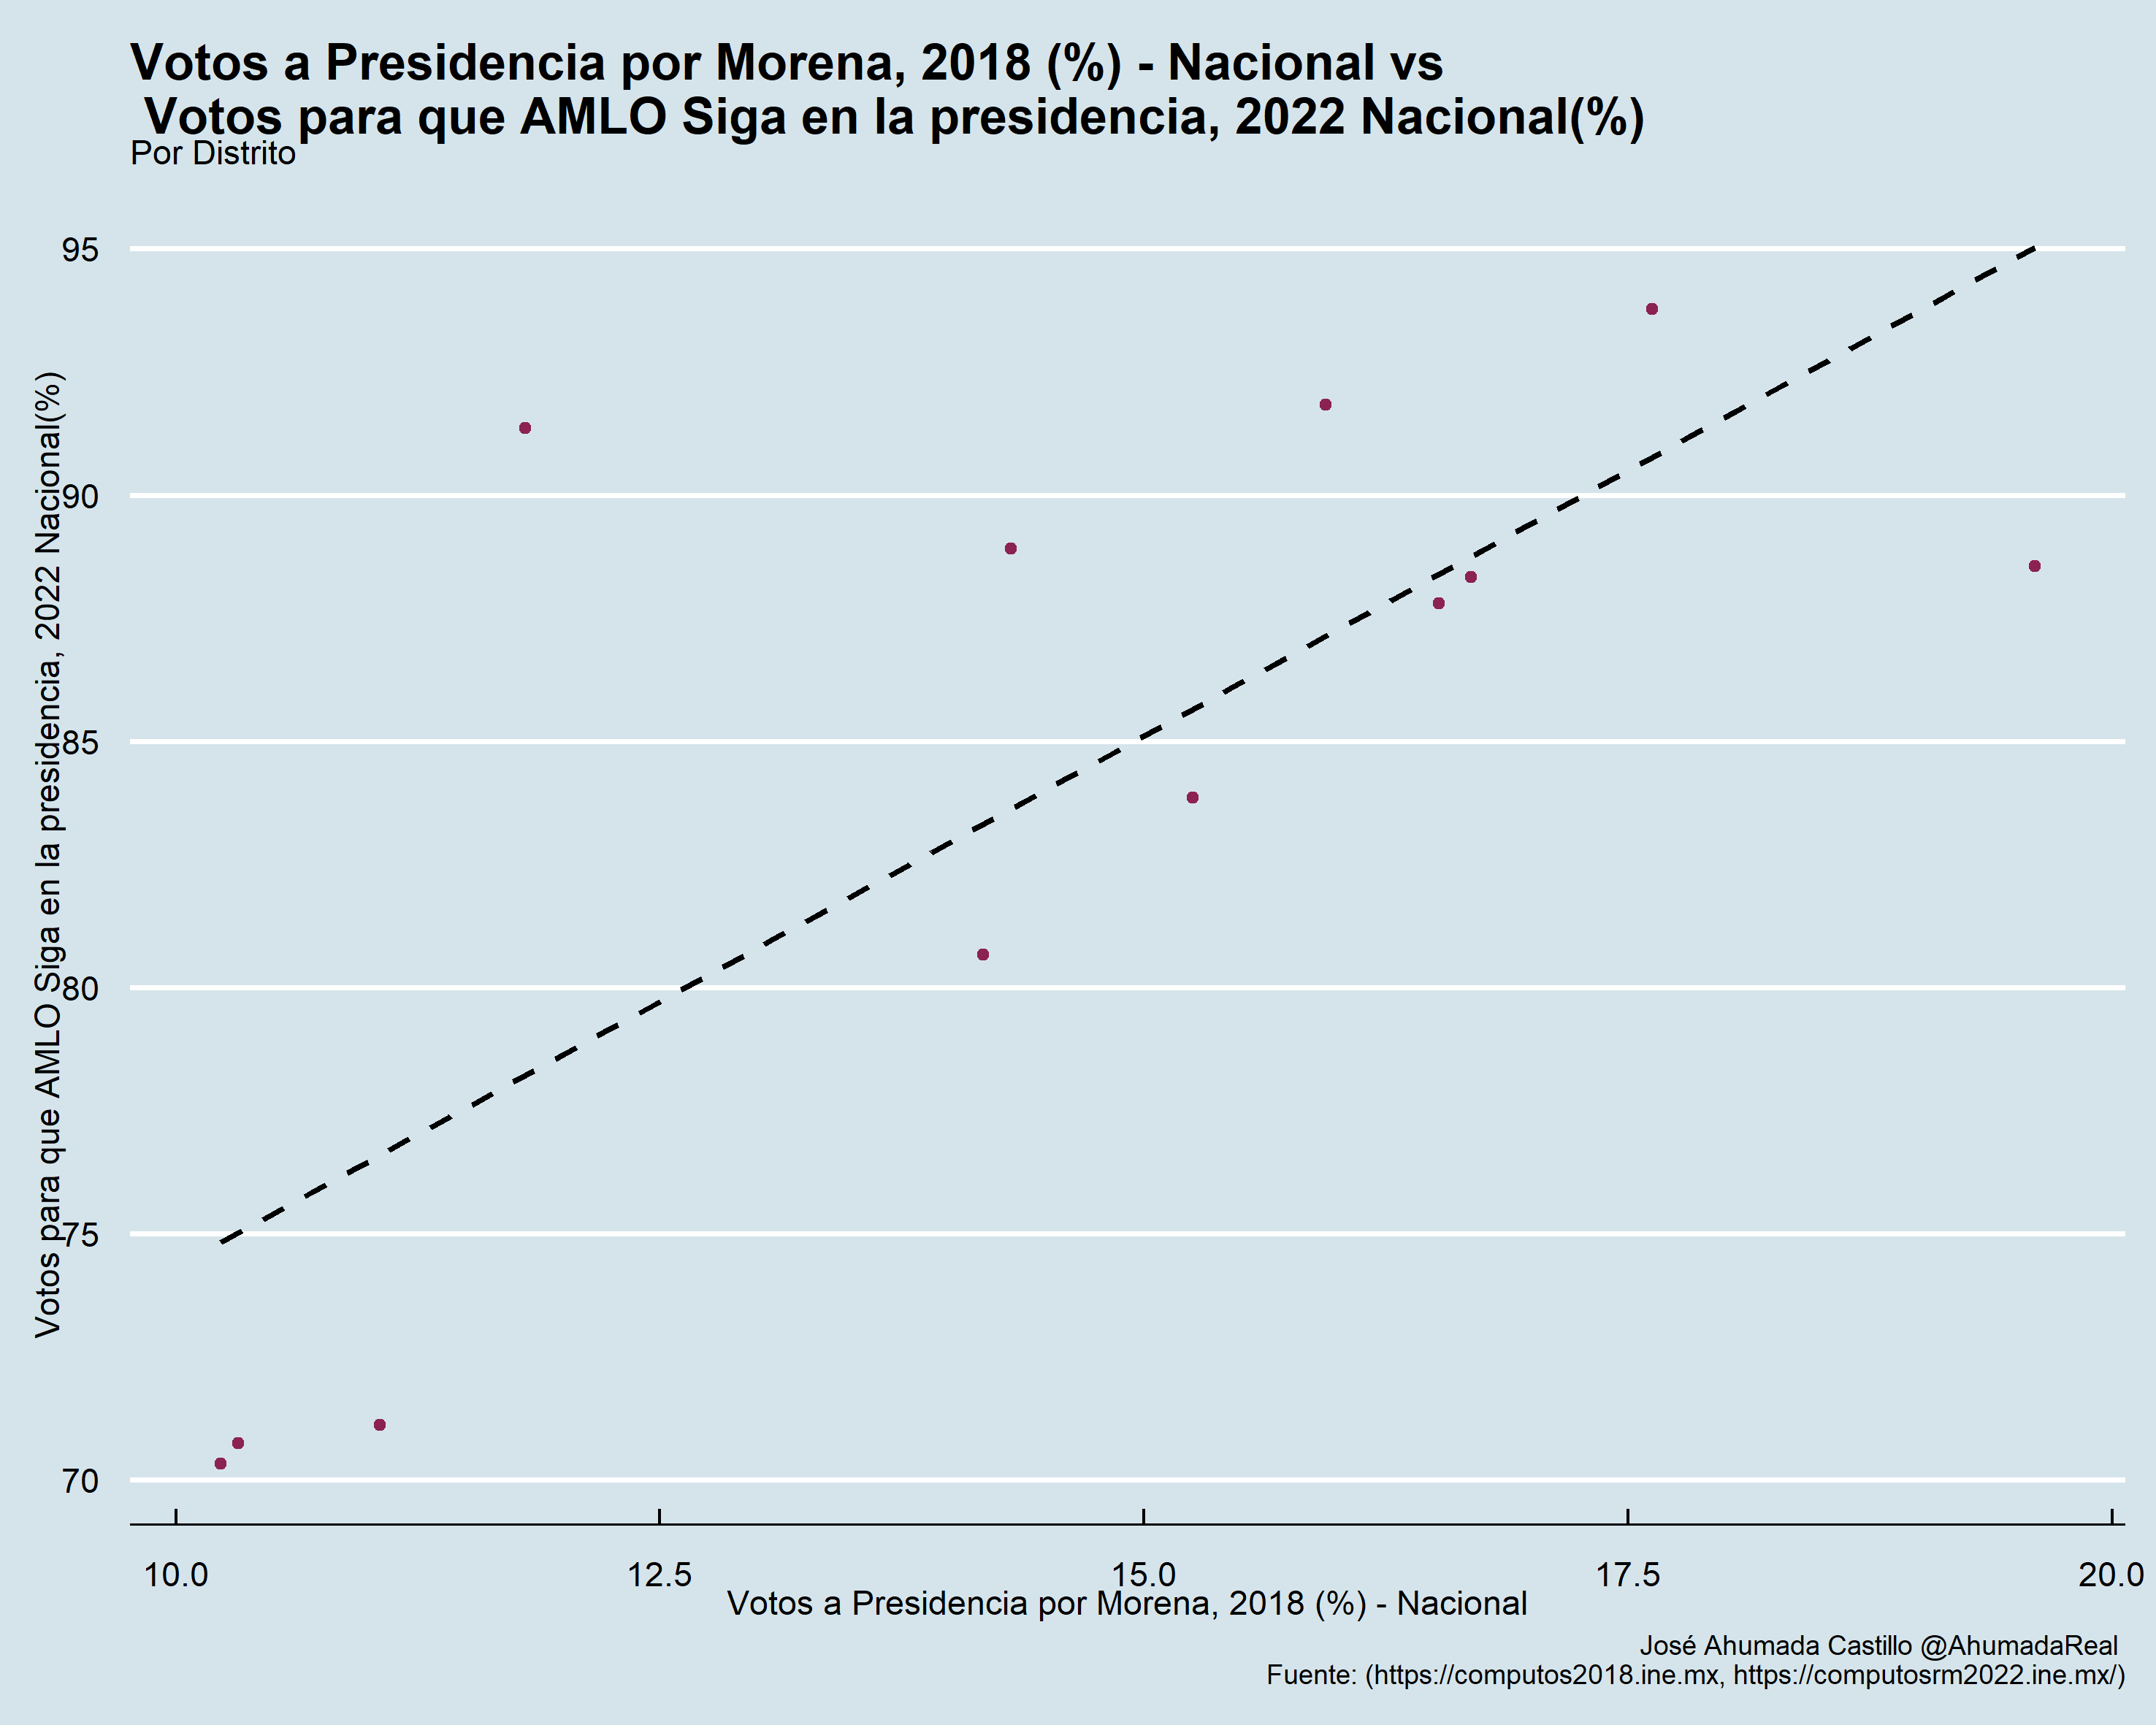 Votos a Presidencia por Morena, 2018 (%) - Nacional vs
Votos para que AMLO Siga en la presidencia, 2022 Nacional(%)
Por Distrito
Votos para que AMLO Siga en la presidencia, 2022 Nacional(%)
95
90
85
80
75
70
10.0 12.5 15.0 17.5 20.0
Votos a Presidencia por Morena, 2018 (%) - Nacional
José Ahumada Castillo @AhumadaReal
Fuente: (https://computos2018.ine.mx, https://computosrm2022.ine.mx/)